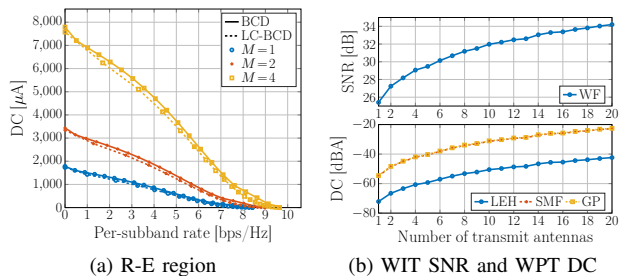 DC [μA]
8,000
7,000
6,000
5,000
4,000
3,000
2,000
1,000
0
BCD
LC-BCD
M = 1
M = 2
M = 4
0 1 2 3 4 5 6 7 8 9 10
Per-subband rate [bps/Hz]
(a) R-E region
SNR [dB]
34
32
30
28
26
WF
1 2 4 6 8 10 12 14 16 18 20
DC [dBA]
−20
−40
−60
−80
LEH SMF GP
1 2 4 6 8 10 12 14 16 18 20
Number of transmit antennas
(b) WIT SNR and WPT DC